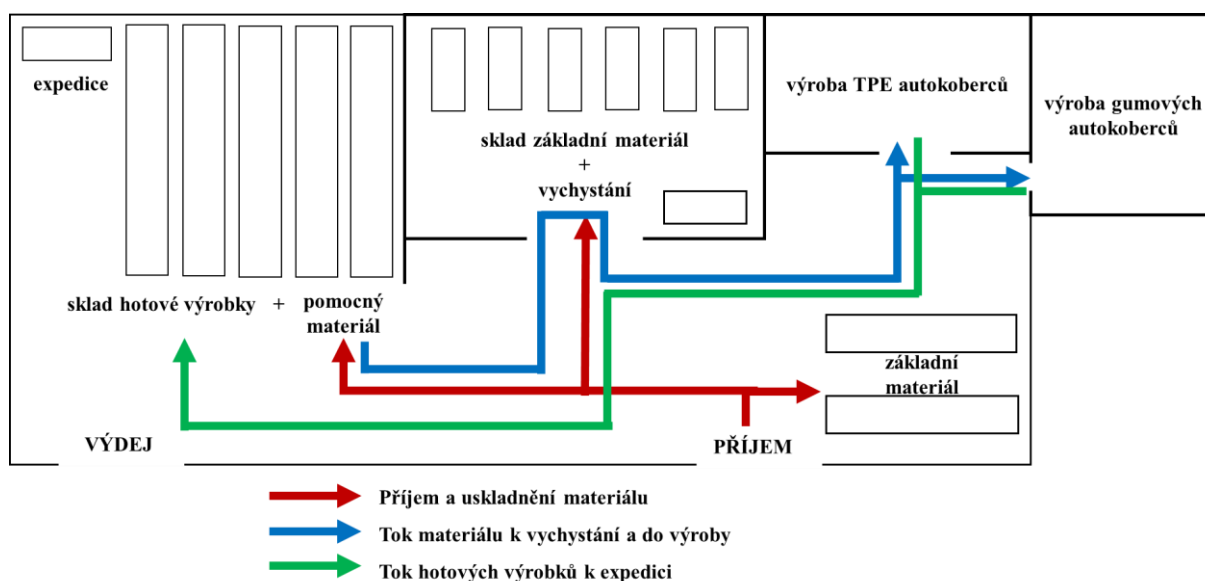 expedice
sklad hotové výrobky + pomocný
materiál
sklad základní materiál
+
vychystání
výroba TPE autokoberců
výroba gumových
autokoberců
základní
materiál
VÝDEJ
PŘÍJEM
Příjem a uskladnění materiálu
Tok materiálu k vychystání a do výroby
Tok hotových výrobků k expedici